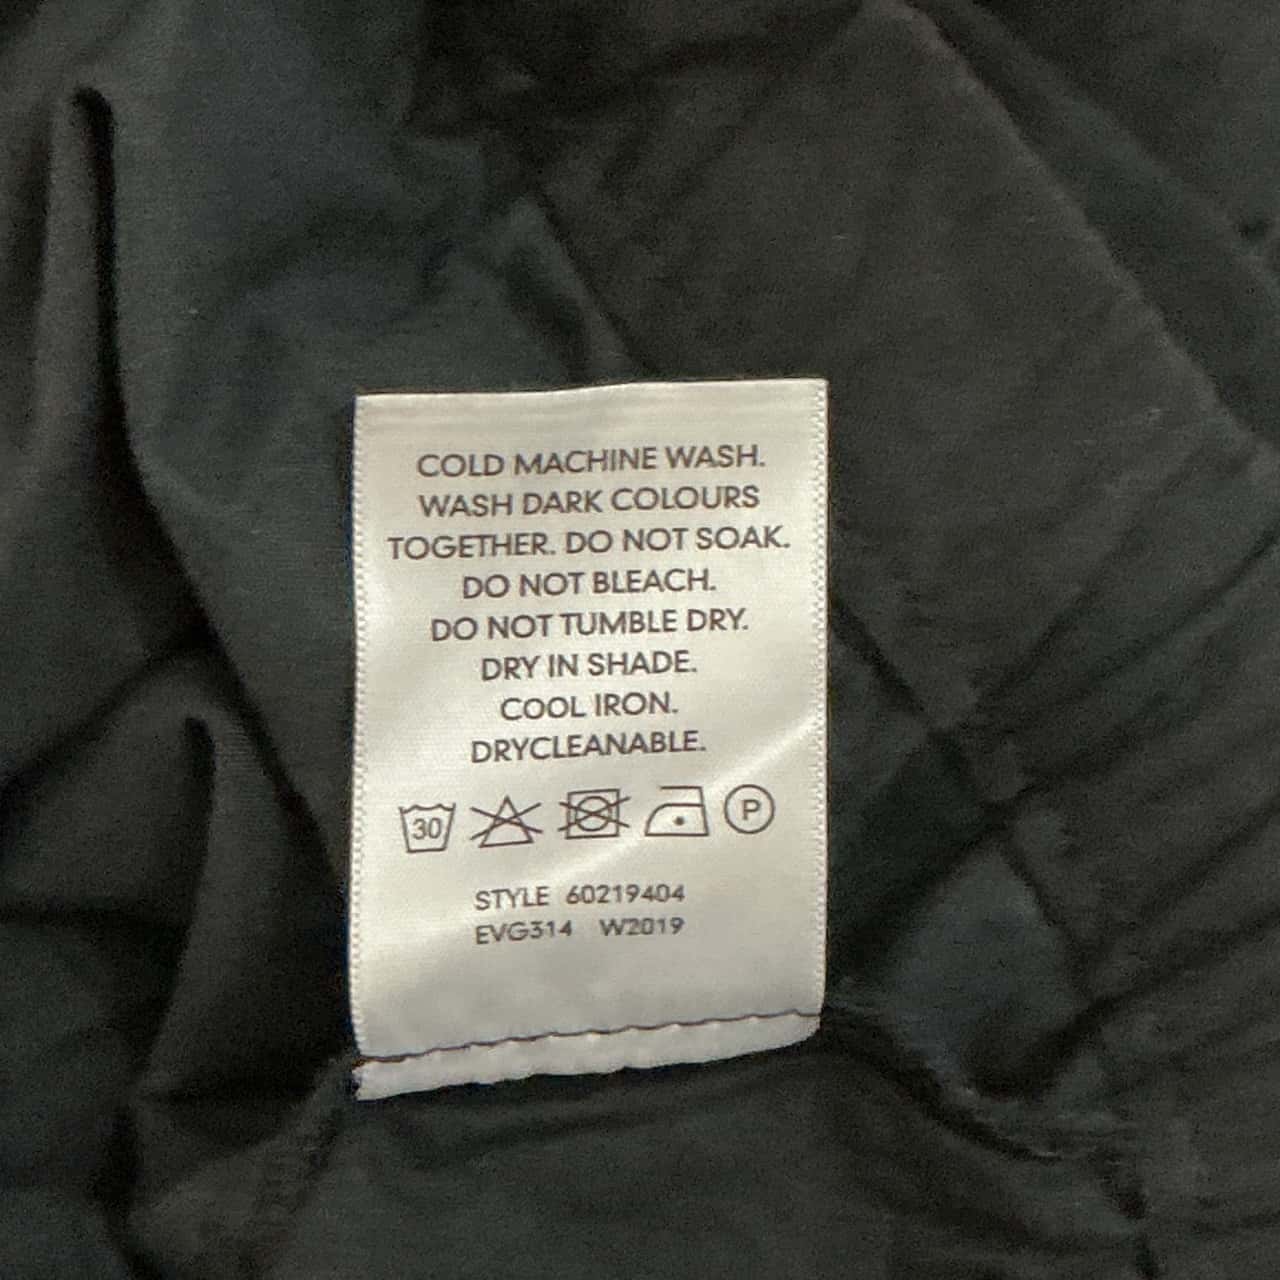 COLD MACHINE WASH.
WASH DARK COLOURS
TOGETHER. DO NOT SOAK.
DO NOT BLEACH.
DO NOT TUMBLE DRY.
DRY IN SHADE.
COOL IRON.
DRYCLEANABLE.
30 P
STYLE 60219404
EVG314 W2019